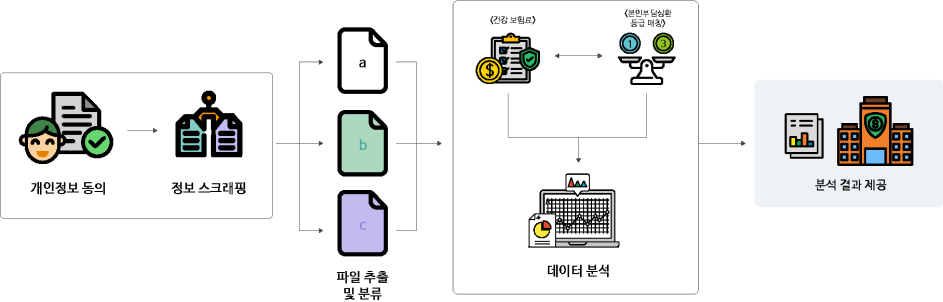 개인정보 동의
정보 스크래핑
a
b
c
파일 추출
및 분류
<건강 보험료>
<본인부담상한
등급 매칭>
1
3
$
데이터 분석
분석 결과 제공